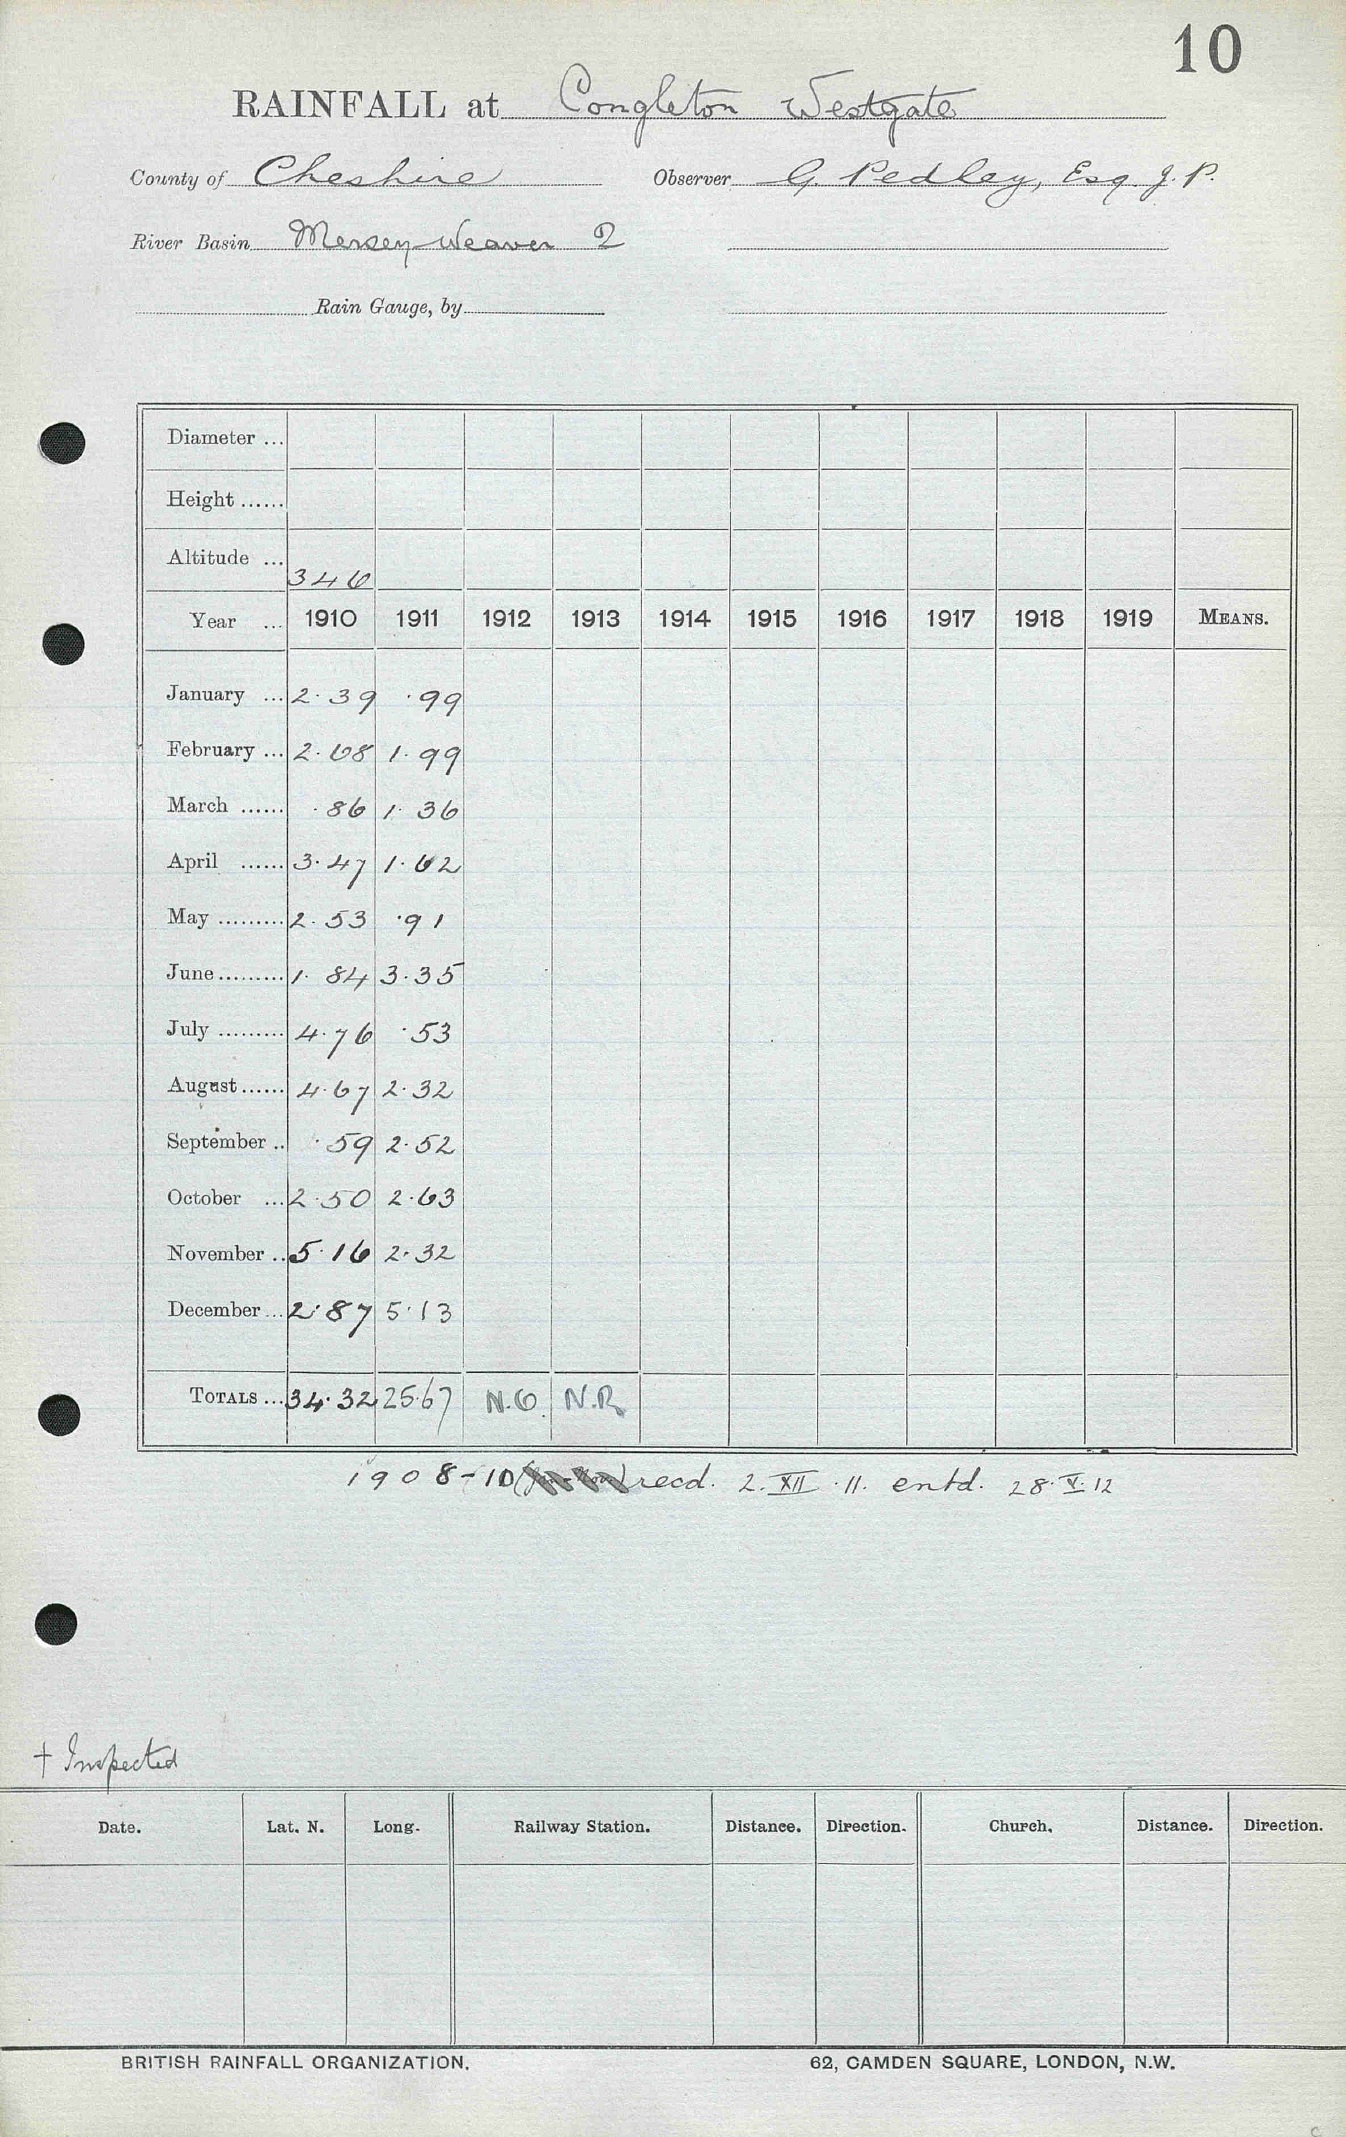 10
RAINFALL at Congleton Westgate
County of Cheshire Observer G. Pedley, Esq. J. P.
River Basin Mersey-Weaver 2
Rain Gauge, by
Diameter ...
Height ......
Altitude ... 346
Year ... 1910 1911 1912 1913 1914 1915 1916 1917 1918 1919 MEANS.
January ... 2.39 .99
February ... 2.68 1.99
March ...... .86 1.36
April ...... 3.47 1.62
May ......... 2.53 .91
June ......... 1.84 3.35
July ......... 4.76 .53
August ...... 4.67 2.32
September .. .59 2.52
October ... 2.50 2.63
November .. 5.16 2.32
December ... 2.87 5.13
TOTALS ... 34.32 25.67 N.O. N.R.
1908-10 recd. 2.XII.11. entd. 28.V.12
† Inspected
Date. Lat. N. Long. Railway Station. Distance. Direction. Church. Distance. Direction.
BRITISH RAINFALL ORGANIZATION. 62, CAMDEN SQUARE, LONDON, N.W.